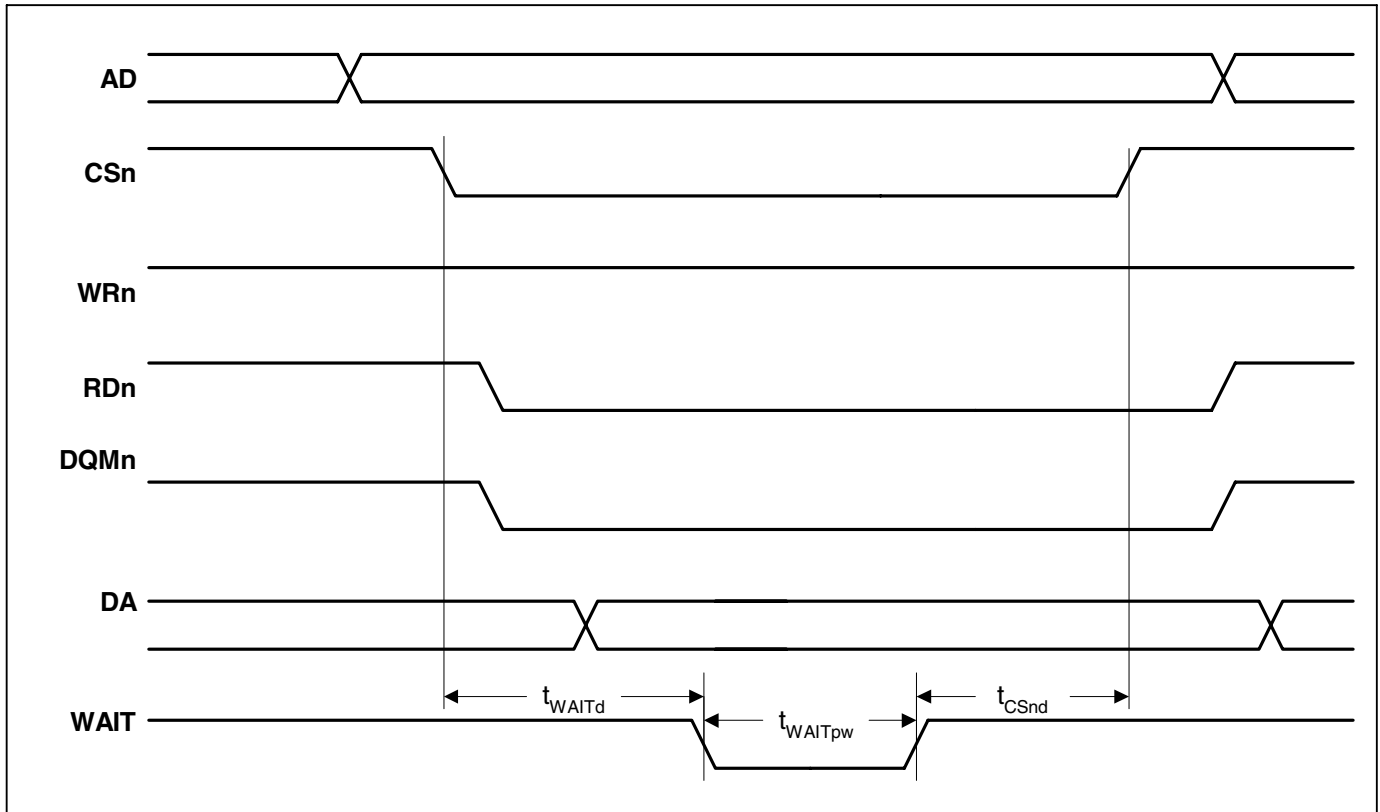 AD
CSn
WRn
RDn
DQMn
DA
tWAITd
tCSnd
WAIT
tWAITpw